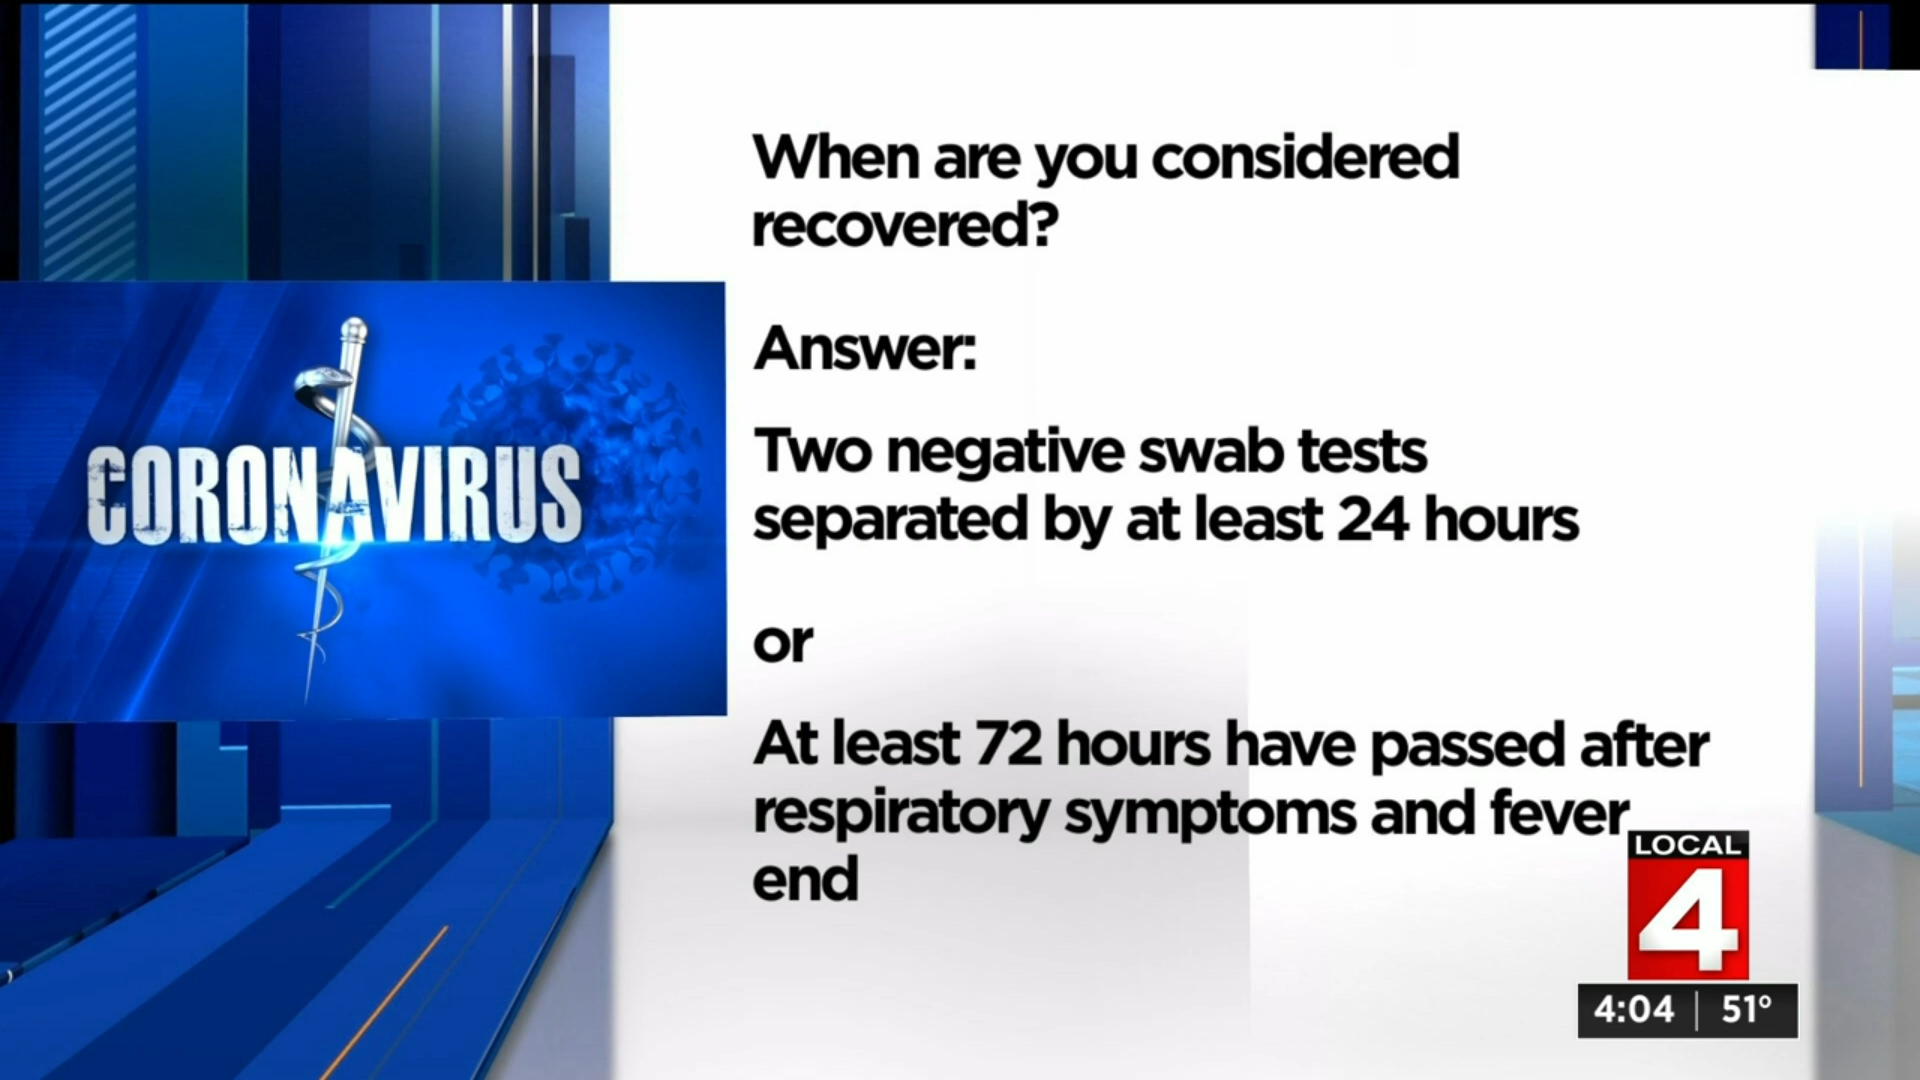 When are you considered
recovered?
Answer:
Two negative swab tests
separated by at least 24 hours
or
At least 72 hours have passed after
respiratory symptoms and fever
end
CORONAVIRUS
LOCAL
4
4:04 51°